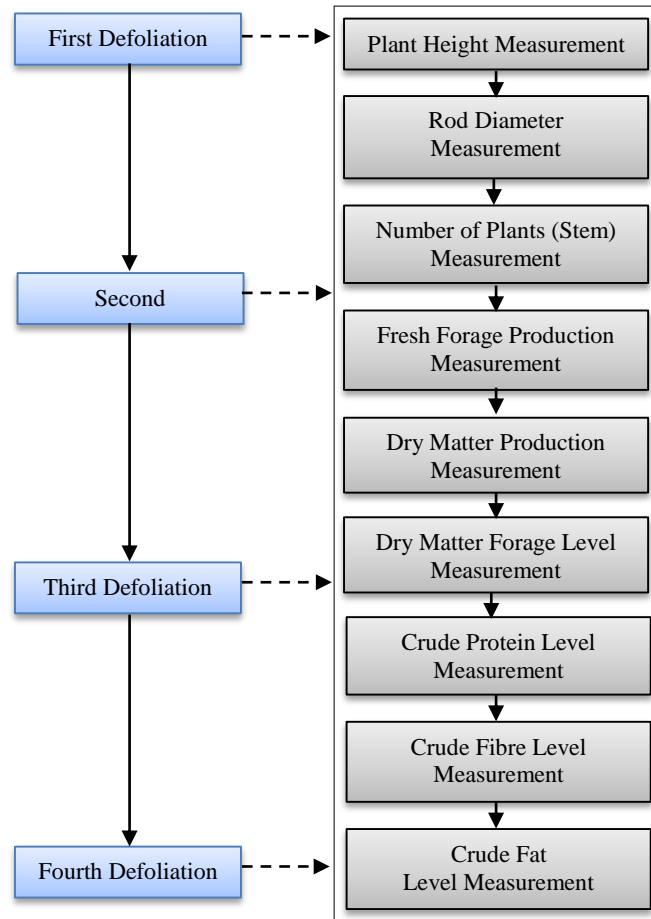 First Defoliation
Plant Height Measurement
Rod Diameter
Measurement
Number of Plants (Stem)
Measurement
Second
Fresh Forage Production
Measurement
Dry Matter Production
Measurement
Dry Matter Forage Level
Measurement
Third Defoliation
Crude Protein Level
Measurement
Crude Fibre Level
Measurement
Fourth Defoliation
Crude Fat
Level Measurement